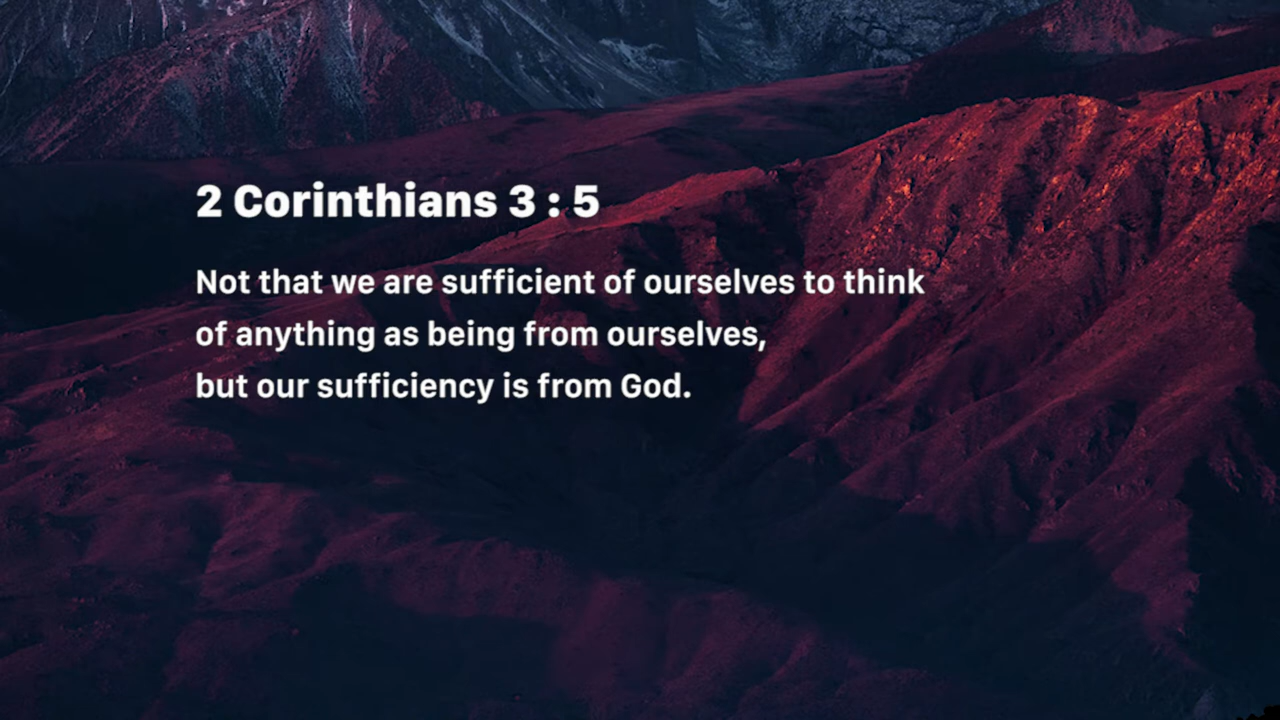 2 Corinthians 3 : 5
Not that we are sufficient of ourselves to think
of anything as being from ourselves,
but our sufficiency is from God.